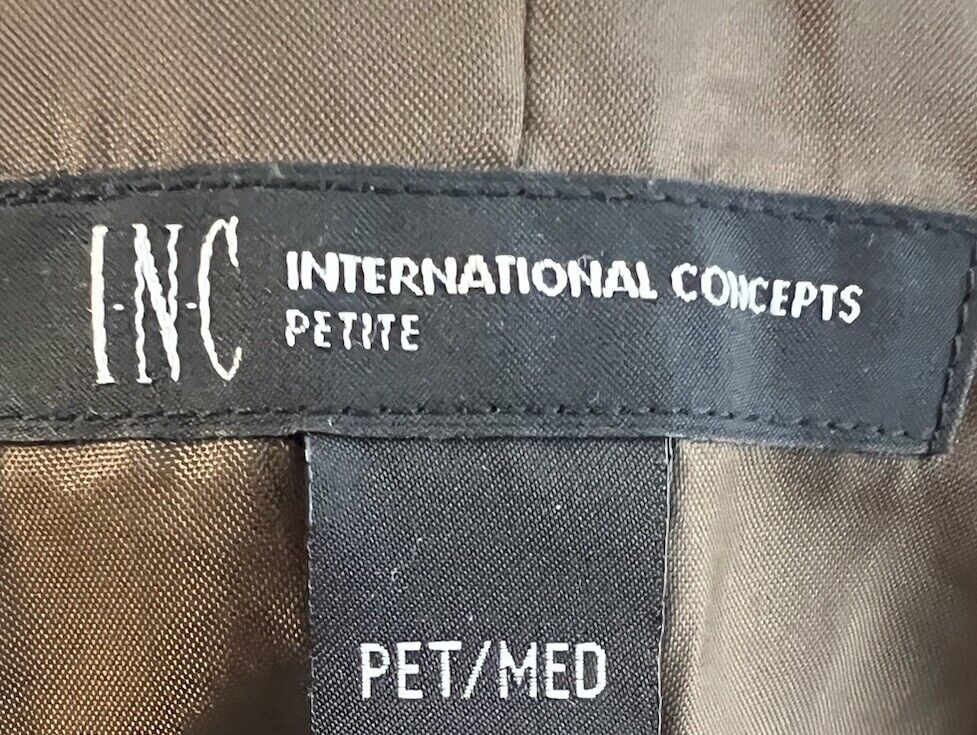 I·N·C
INTERNATIONAL CONCEPTS
PETITE
PET/MED